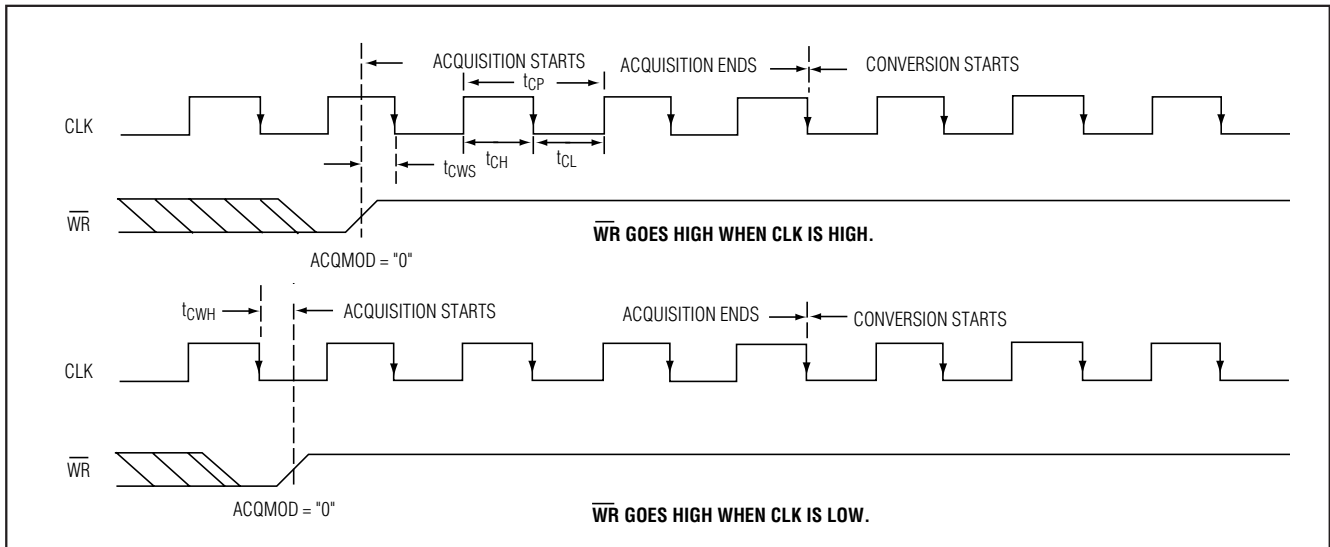 ACQUISITION STARTS
ACQUISITION ENDS
CONVERSION STARTS
tCP
CLK
tCWS
tCH
tCL
WR
WR GOES HIGH WHEN CLK IS HIGH.
ACQMOD = "0"
tCWH
ACQUISITION STARTS
ACQUISITION ENDS
CONVERSION STARTS
CLK
WR
ACQMOD = "0"
WR GOES HIGH WHEN CLK IS LOW.